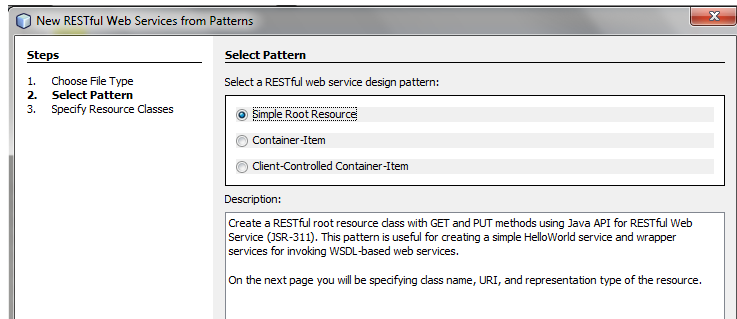 New RESTful Web Services from Patterns
Steps
1. Choose File Type
2. Select Pattern
3. Specify Resource Classes
Select Pattern
Select a RESTful web service design pattern:
Simple Root Resource
Container-Item
Client-Controlled Container-Item
Description:
Create a RESTful root resource class with GET and PUT methods using Java API for RESTful Web
Service (JSR-311). This pattern is useful for creating a simple HelloWorld service and wrapper
services for invoking WSDL-based web services.
On the next page you will be specifying class name, URI, and representation type of the resource.